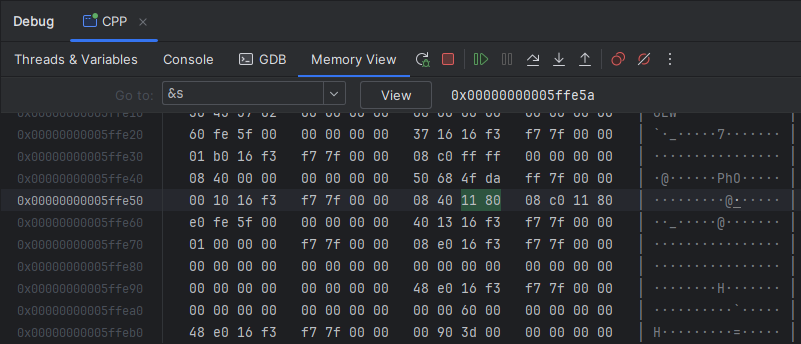 Debug CPP ×
Threads & Variables Console GDB Memory View
Go to: &s View 0x00000000005ffe5a
0x00000000005ffe20 60 fe 5f 00 00 00 00 00 37 16 16 f3 f7 7f 00 00 `·_·····7·······
0x00000000005ffe30 01 b0 16 f3 f7 7f 00 00 08 c0 ff ff 00 00 00 00 ················
0x00000000005ffe40 08 40 00 00 00 00 00 00 50 68 4f da ff 7f 00 00 ·@······PhO·····
0x00000000005ffe50 00 10 16 f3 f7 7f 00 00 08 40 11 80 08 c0 11 80 ·········@······
0x00000000005ffe60 e0 fe 5f 00 00 00 00 00 40 13 16 f3 f7 7f 00 00 ··_·····@·······
0x00000000005ffe70 01 00 00 00 f7 7f 00 00 08 e0 16 f3 f7 7f 00 00 ················
0x00000000005ffe80 00 00 00 00 00 00 00 00 00 00 00 00 00 00 00 00 ················
0x00000000005ffe90 00 00 00 00 00 00 00 00 48 e0 16 f3 f7 7f 00 00 ········H·······
0x00000000005ffea0 00 00 00 00 00 00 00 00 00 00 60 00 00 00 00 00 ··········`·····
0x00000000005ffeb0 48 e0 16 f3 f7 7f 00 00 00 90 3d 00 00 00 00 00 H·········=·····